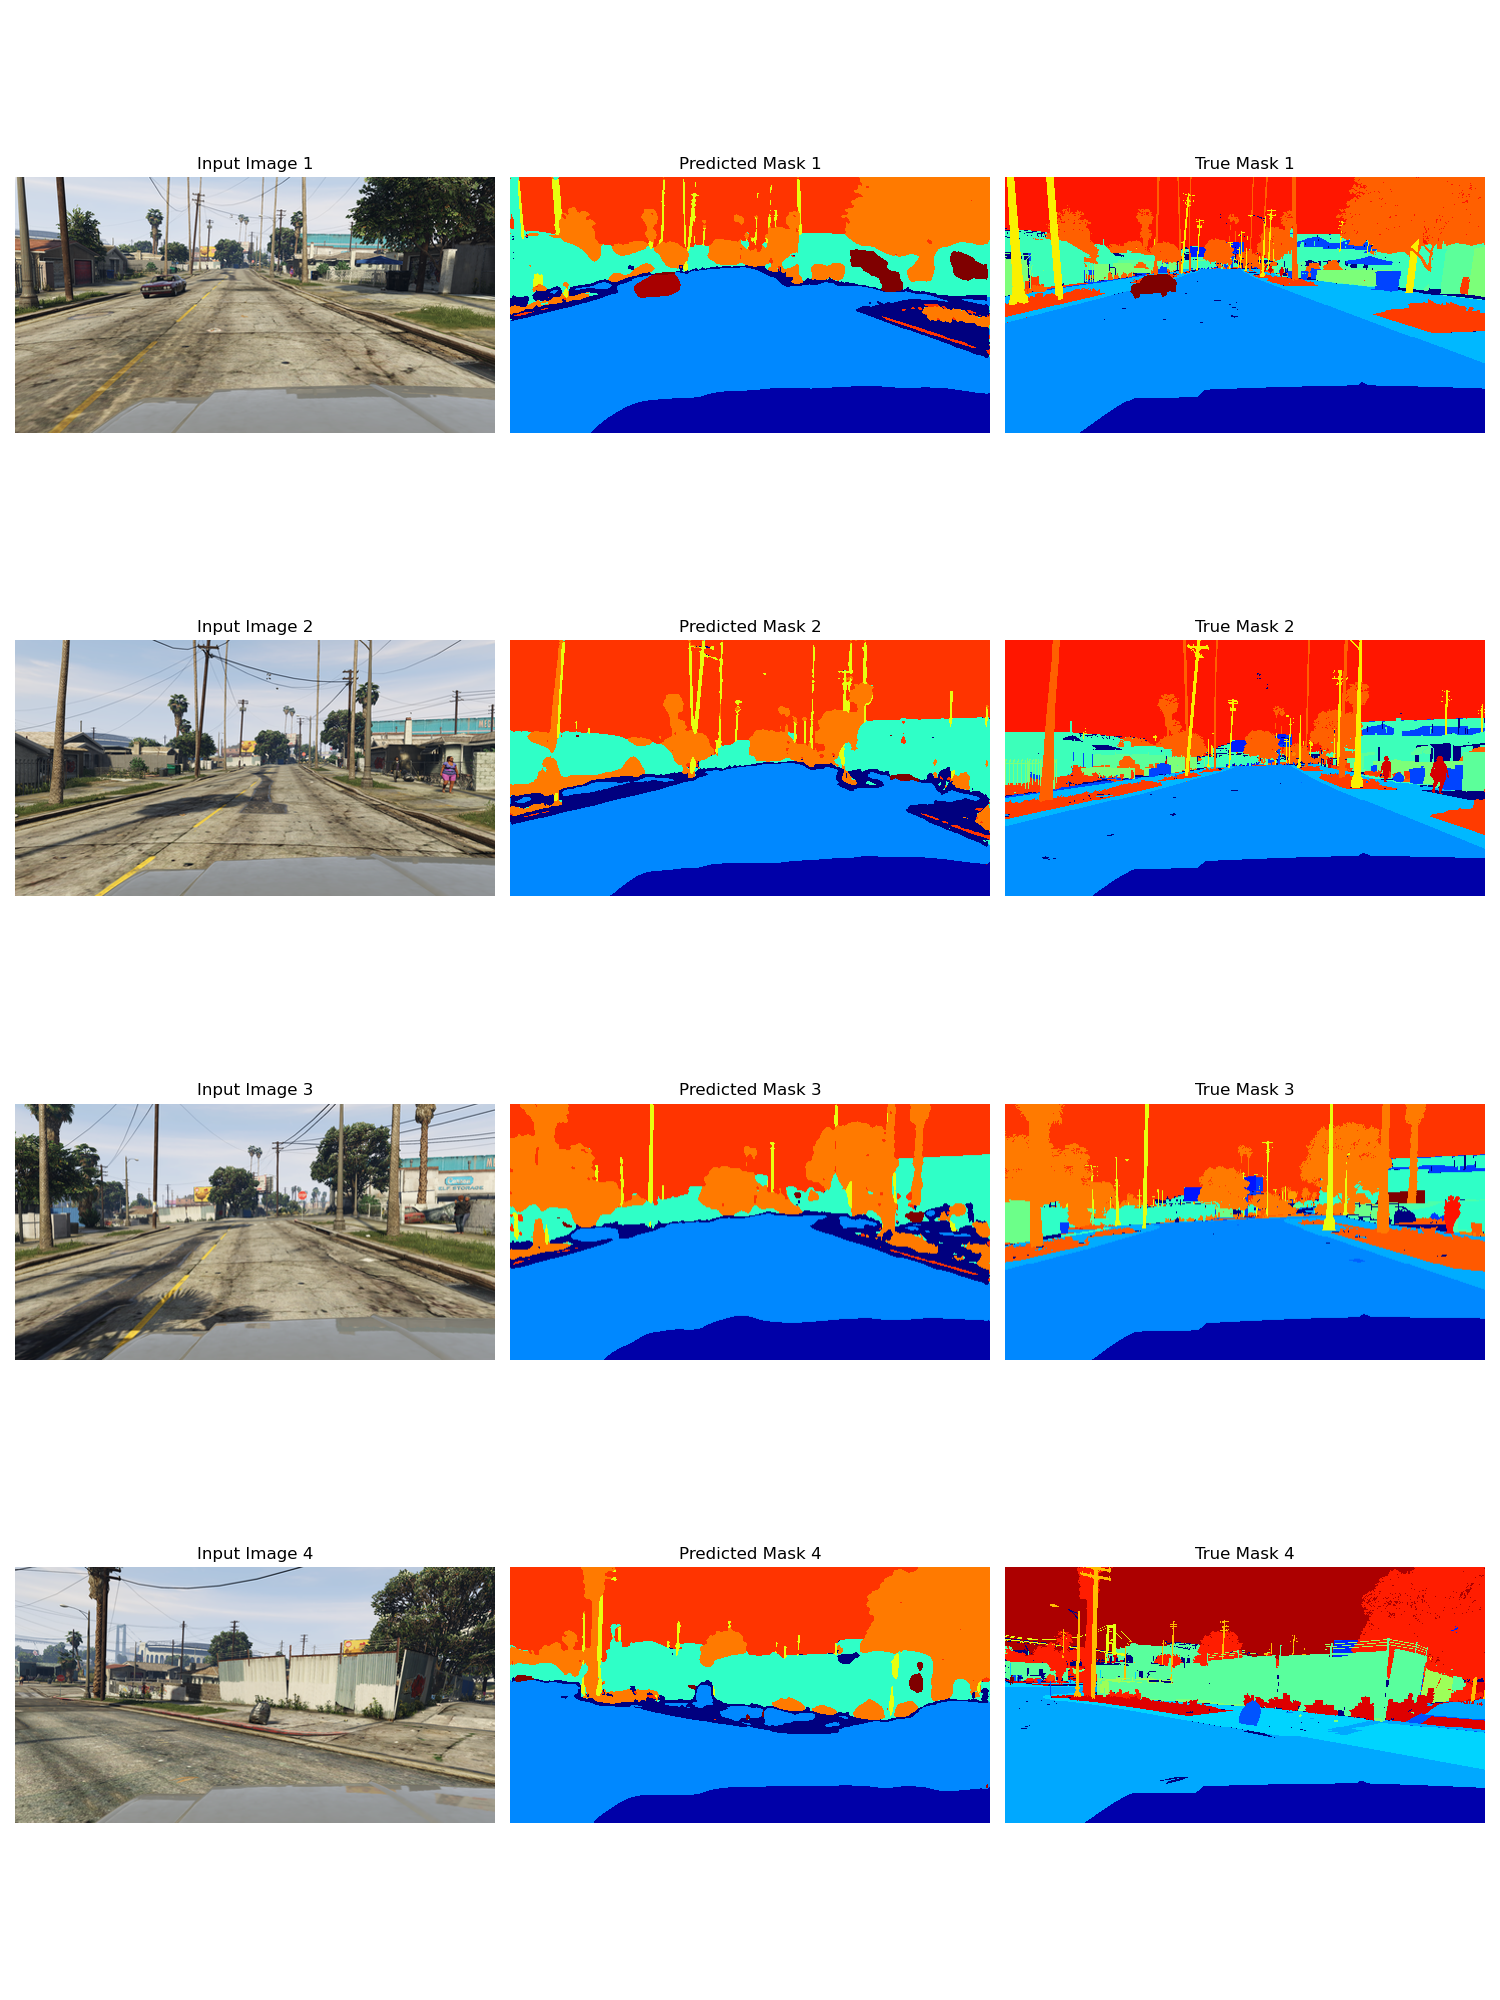 Input Image 1
Predicted Mask 1
True Mask 1
Input Image 2
Predicted Mask 2
True Mask 2
Input Image 3
Predicted Mask 3
True Mask 3
Input Image 4
Predicted Mask 4
True Mask 4